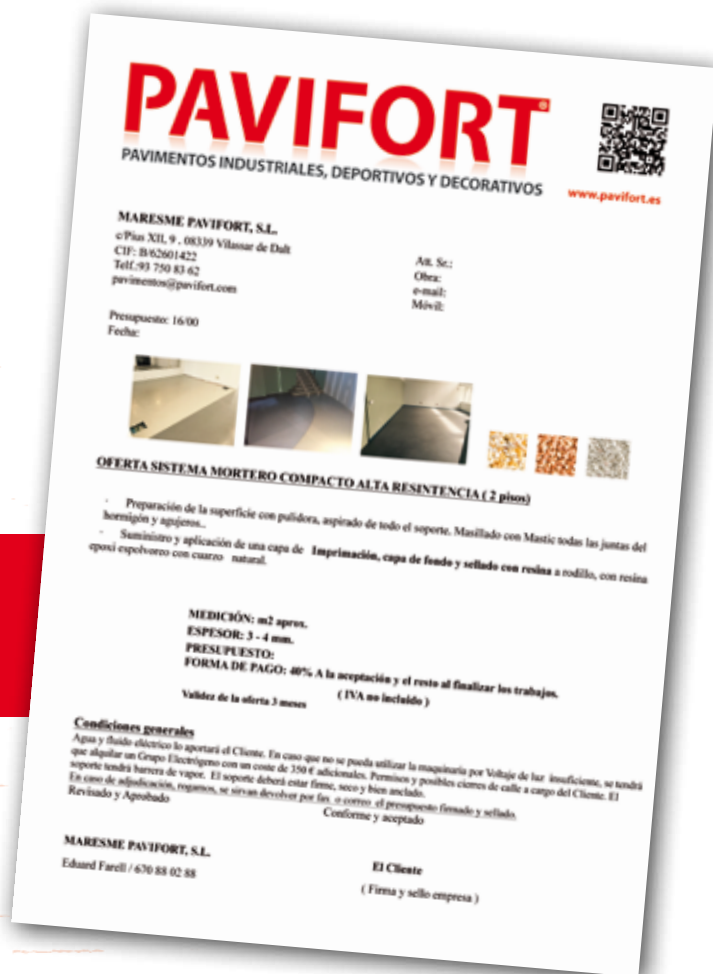 PAVIFORT®
PAVIMENTOS INDUSTRIALES, DEPORTIVOS Y DECORATIVOS
www.pavifort.es
MARESME PAVIFORT, S.L.
c/Pius XII, 9 , 08339 Vilassar de Dalt
CIF: B/62601422
Telf.:93 750 83 62
pavimentos@pavifort.com
Att. Sr.:
Obra:
e-mail:
Móvil:
Presupuesto: 16/00
Fecha:
OFERTA SISTEMA MORTERO COMPACTO ALTA RESINTENCIA ( 2 pisos)
· Preparación de la superficie con pulidora, aspirado de todo el soporte. Masillado con Mastic todas las juntas del
hormigón y agujeros..
· Suministro y aplicación de una capa de Imprimación, capa de fondo y sellado con resina a rodillo, con resina
epoxi espolvoreo con cuarzo natural.
MEDICIÓN: m2 aprox.
ESPESOR: 3 - 4 mm.
PRESUPUESTO:
FORMA DE PAGO: 40% A la aceptación y el resto al finalizar los trabajos.
Validez de la oferta 3 meses ( IVA no incluido )
Condiciones generales
Agua y fluido eléctrico lo aportará el Cliente. En caso que no se pueda utilizar la maquinaria por Voltaje de luz insuficiente, se tendrá
que alquilar un Grupo Electrógeno con un coste de 350 € adicionales. Permisos y posibles cierres de calle a cargo del Cliente. El
soporte tendrá barrera de vapor. El soporte deberá estar firme, seco y bien anclado.
En caso de adjudicación, rogamos, se sirvan devolver por fax o correo el presupuesto firmado y sellado.
Revisado y Aprobado Conforme y aceptado
MARESME PAVIFORT, S.L.
Eduard Farell / 670 88 02 88
El Cliente
( Firma y sello empresa )